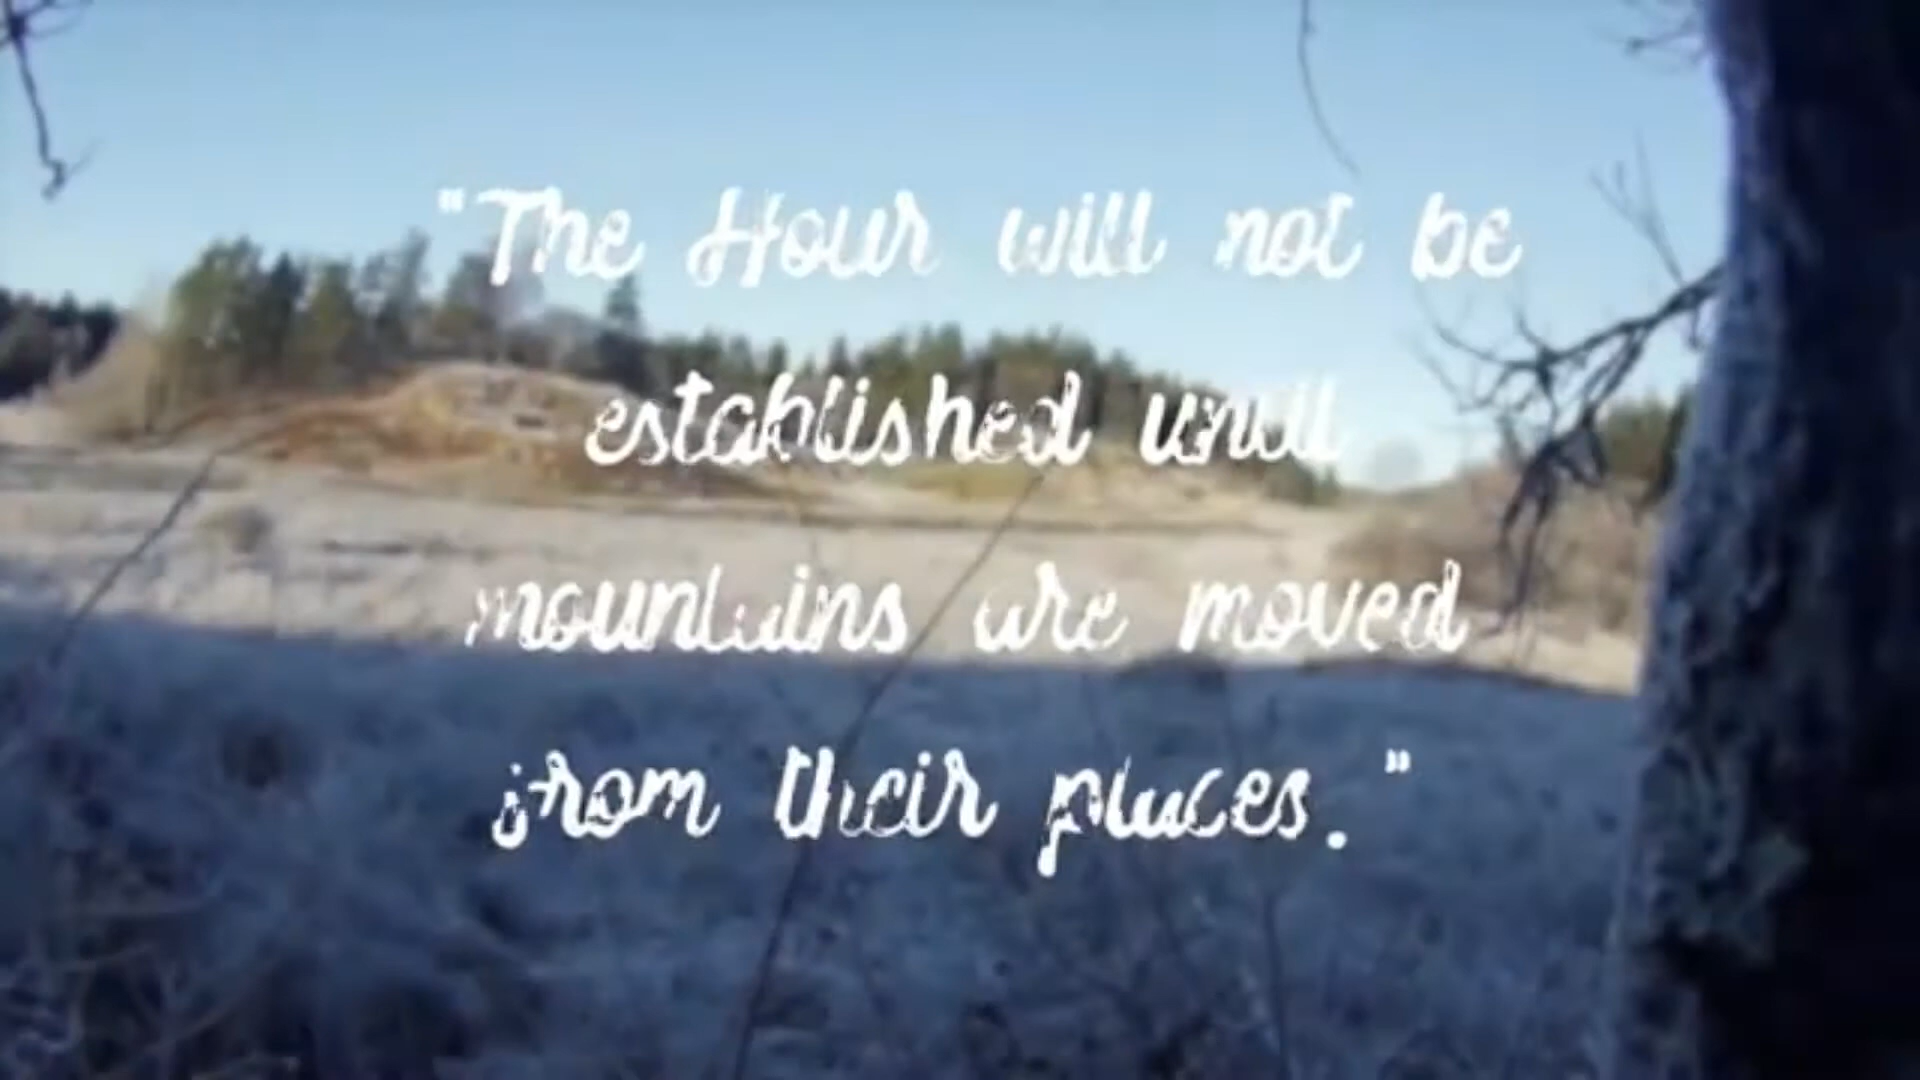 "The Hour will not be
established until
mountains are moved
from their places."